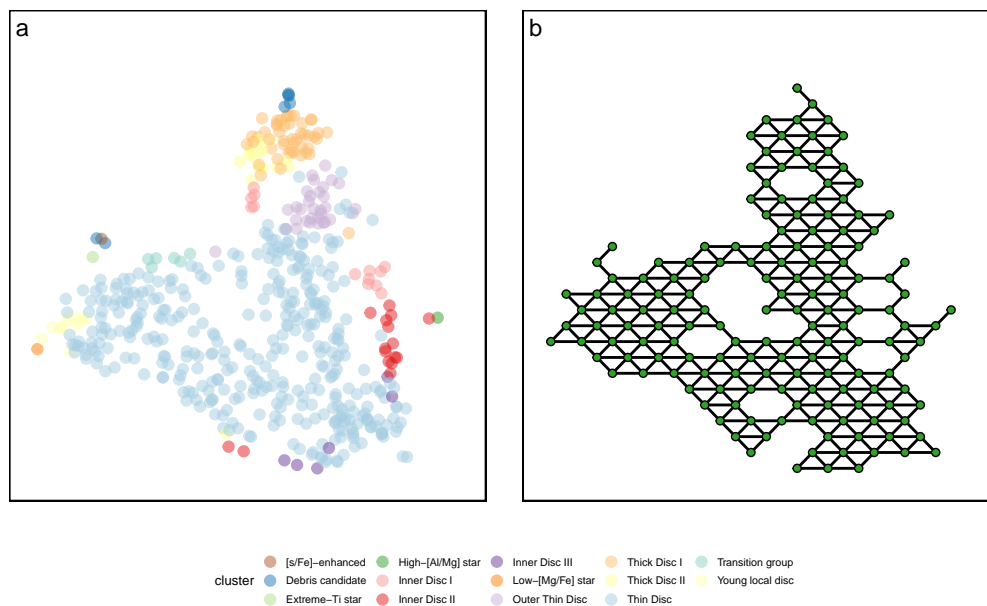 a
b
cluster
[s/Fe]−enhanced
High−[Al/Mg] star
Inner Disc III
Thick Disc I
Transition group
Debris candidate
Inner Disc I
Low−[Mg/Fe] star
Thick Disc II
Young local disc
Extreme−Ti star
Inner Disc II
Outer Thin Disc
Thin Disc